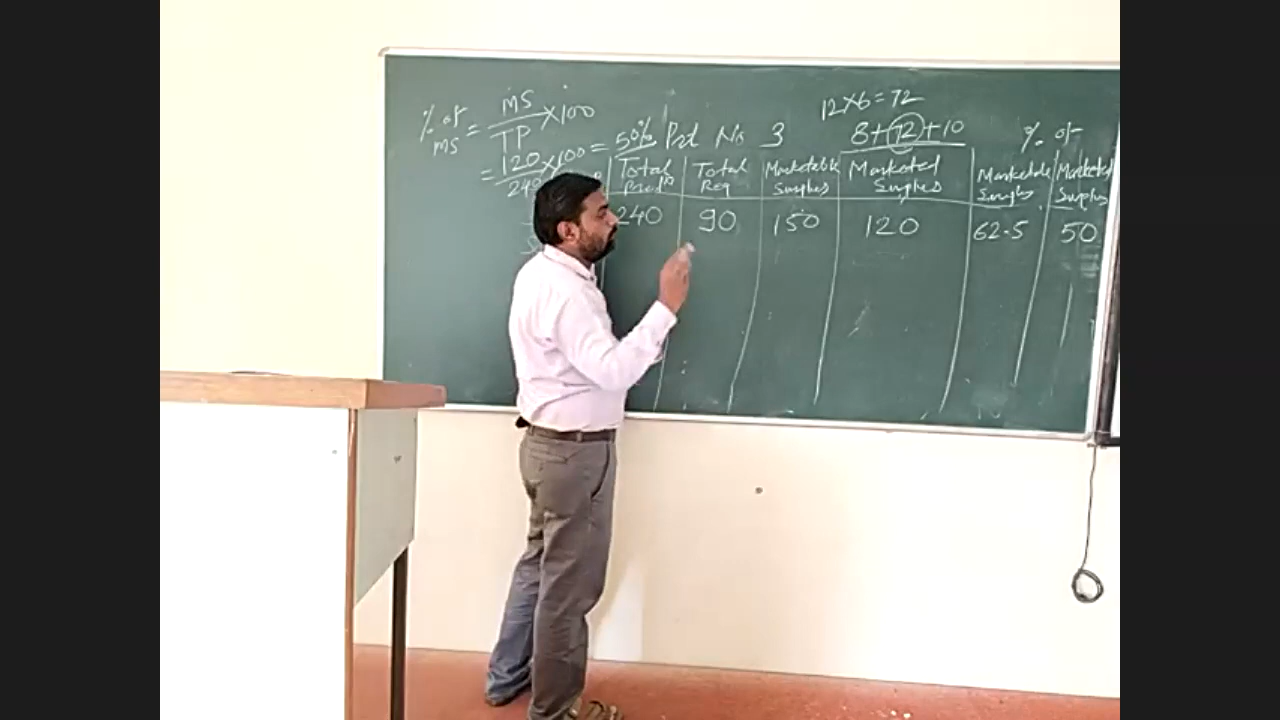 % of MS = MS/TP × 100
= 120/240 × 100 = 50%
Prt No 3
12×6=72
8+72+10
% of
Total Prodn
Total Req
Marketable Surplus
Marketed Surplus
Marketable Surplus
Marketed Surplus
240 90 150 120 62.5 50